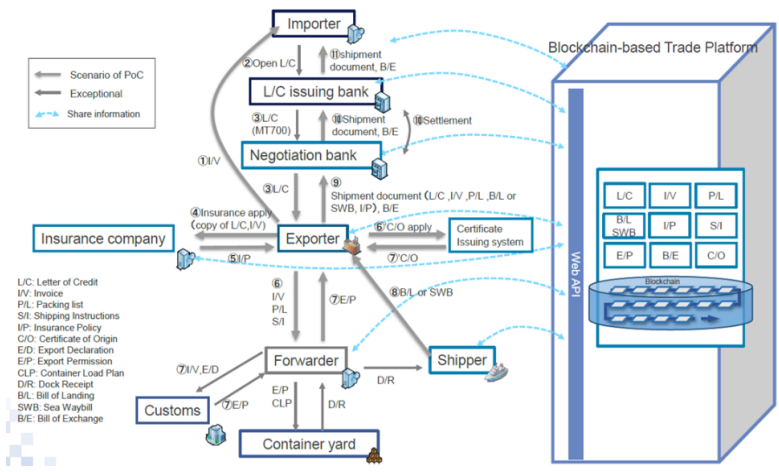 Importer
Blockchain-based Trade Platform
Scenario of PoC
Exceptional
Share information
②Open L/C
⑪shipment
document, B/E
L/C issuing bank
③L/C
(MT700)
⑩Shipment
document, B/E
⑩Settlement
①I/V
Negotiation bank
③L/C
⑨
Shipment document (L/C ,I/V ,P/L ,B/L or
SWB, I/P), B/E
④Insurance apply
(copy of L/C,I/V)
Insurance company
⑤I/P
Exporter
⑥'C/O apply
⑦'C/O
Certificate
Issuing system
L/C: Letter of Credit
I/V: Invoice
P/L: Packing list
S/I: Shipping Instructions
I/P: Insurance Policy
C/O: Certificate of Origin
E/D: Export Declaration
E/P: Export Permission
CLP: Container Load Plan
D/R: Dock Receipt
B/L: Bill of Landing
SWB: Sea Waybill
B/E: Bill of Exchange
⑥
I/V
P/L
S/I
⑦E/P
⑧B/L or SWB
Forwarder
D/R
Shipper
⑦I/V,E/D
⑦E/P
Customs
E/P
CLP
D/R
Container yard
Web API
L/C
I/V
P/L
B/L
SWB
I/P
S/I
E/P
B/E
C/O
Blockchain